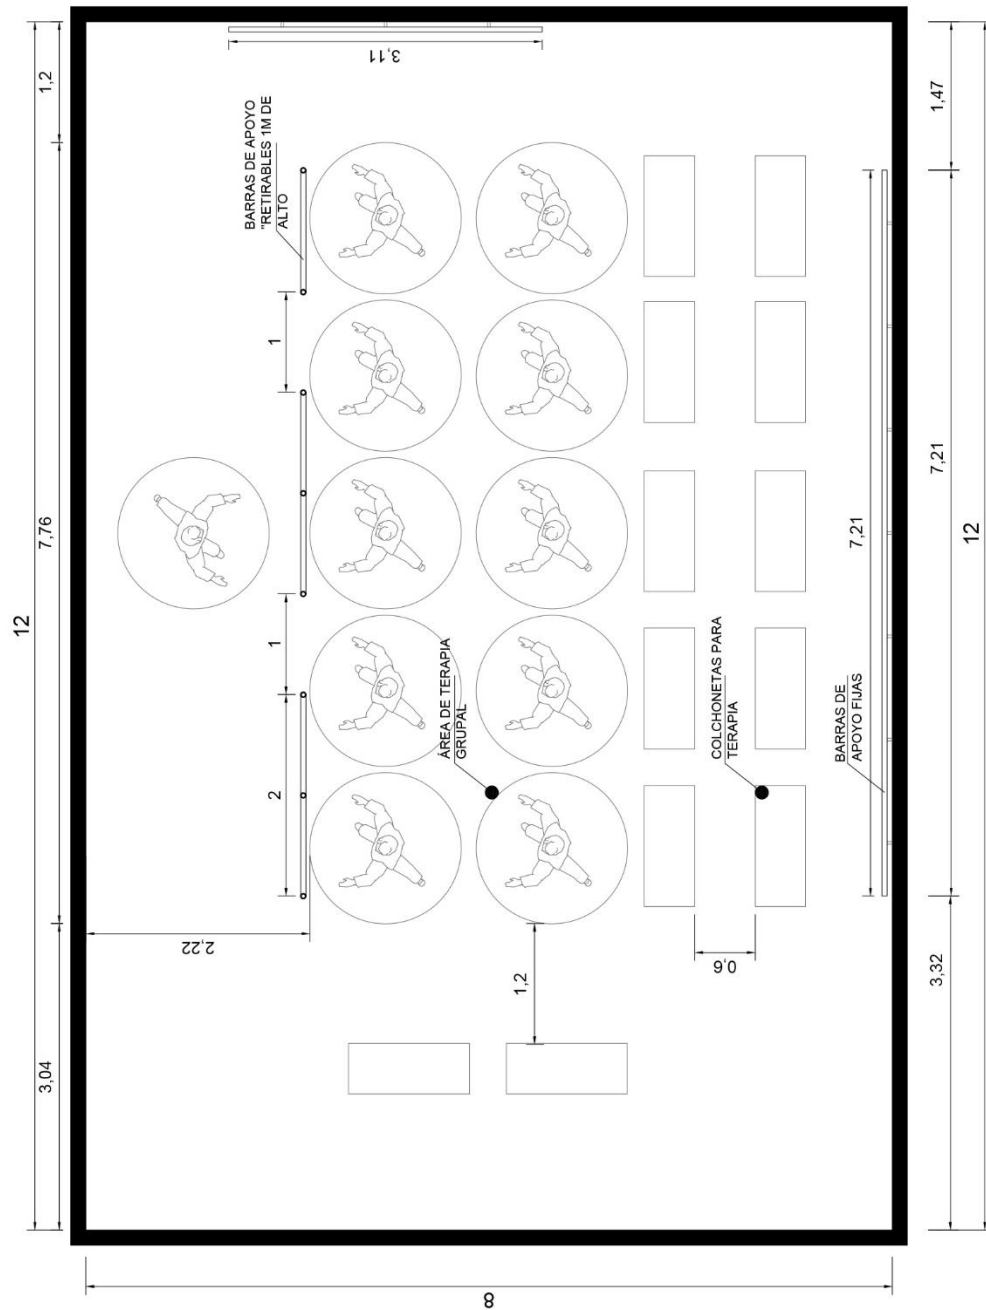 12
3,04
7,76
1,2
8
3,11
BARRAS DE APOYO
"RETIRABLES 1M DE
ALTO
1
1
2
2,22
ÁREA DE TERAPIA
GRUPAL
1,2
0,6
COLCHONETAS PARA
TERAPIA
BARRAS DE
APOYO FIJAS
7,21
3,32
7,21
1,47
12